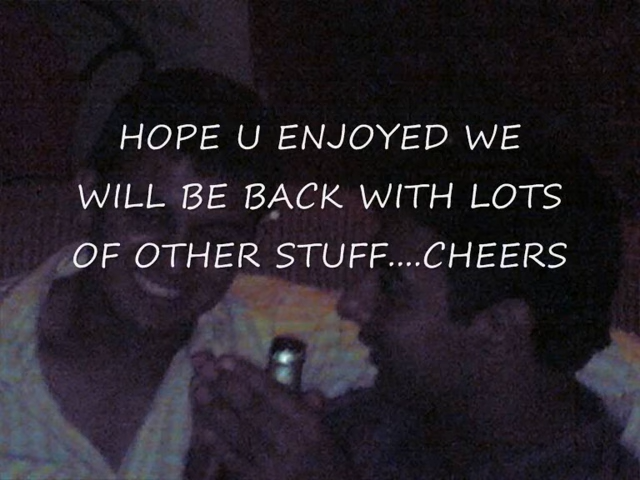 HOPE U ENJOYED WE
WILL BE BACK WITH LOTS
OF OTHER STUFF....CHEERS